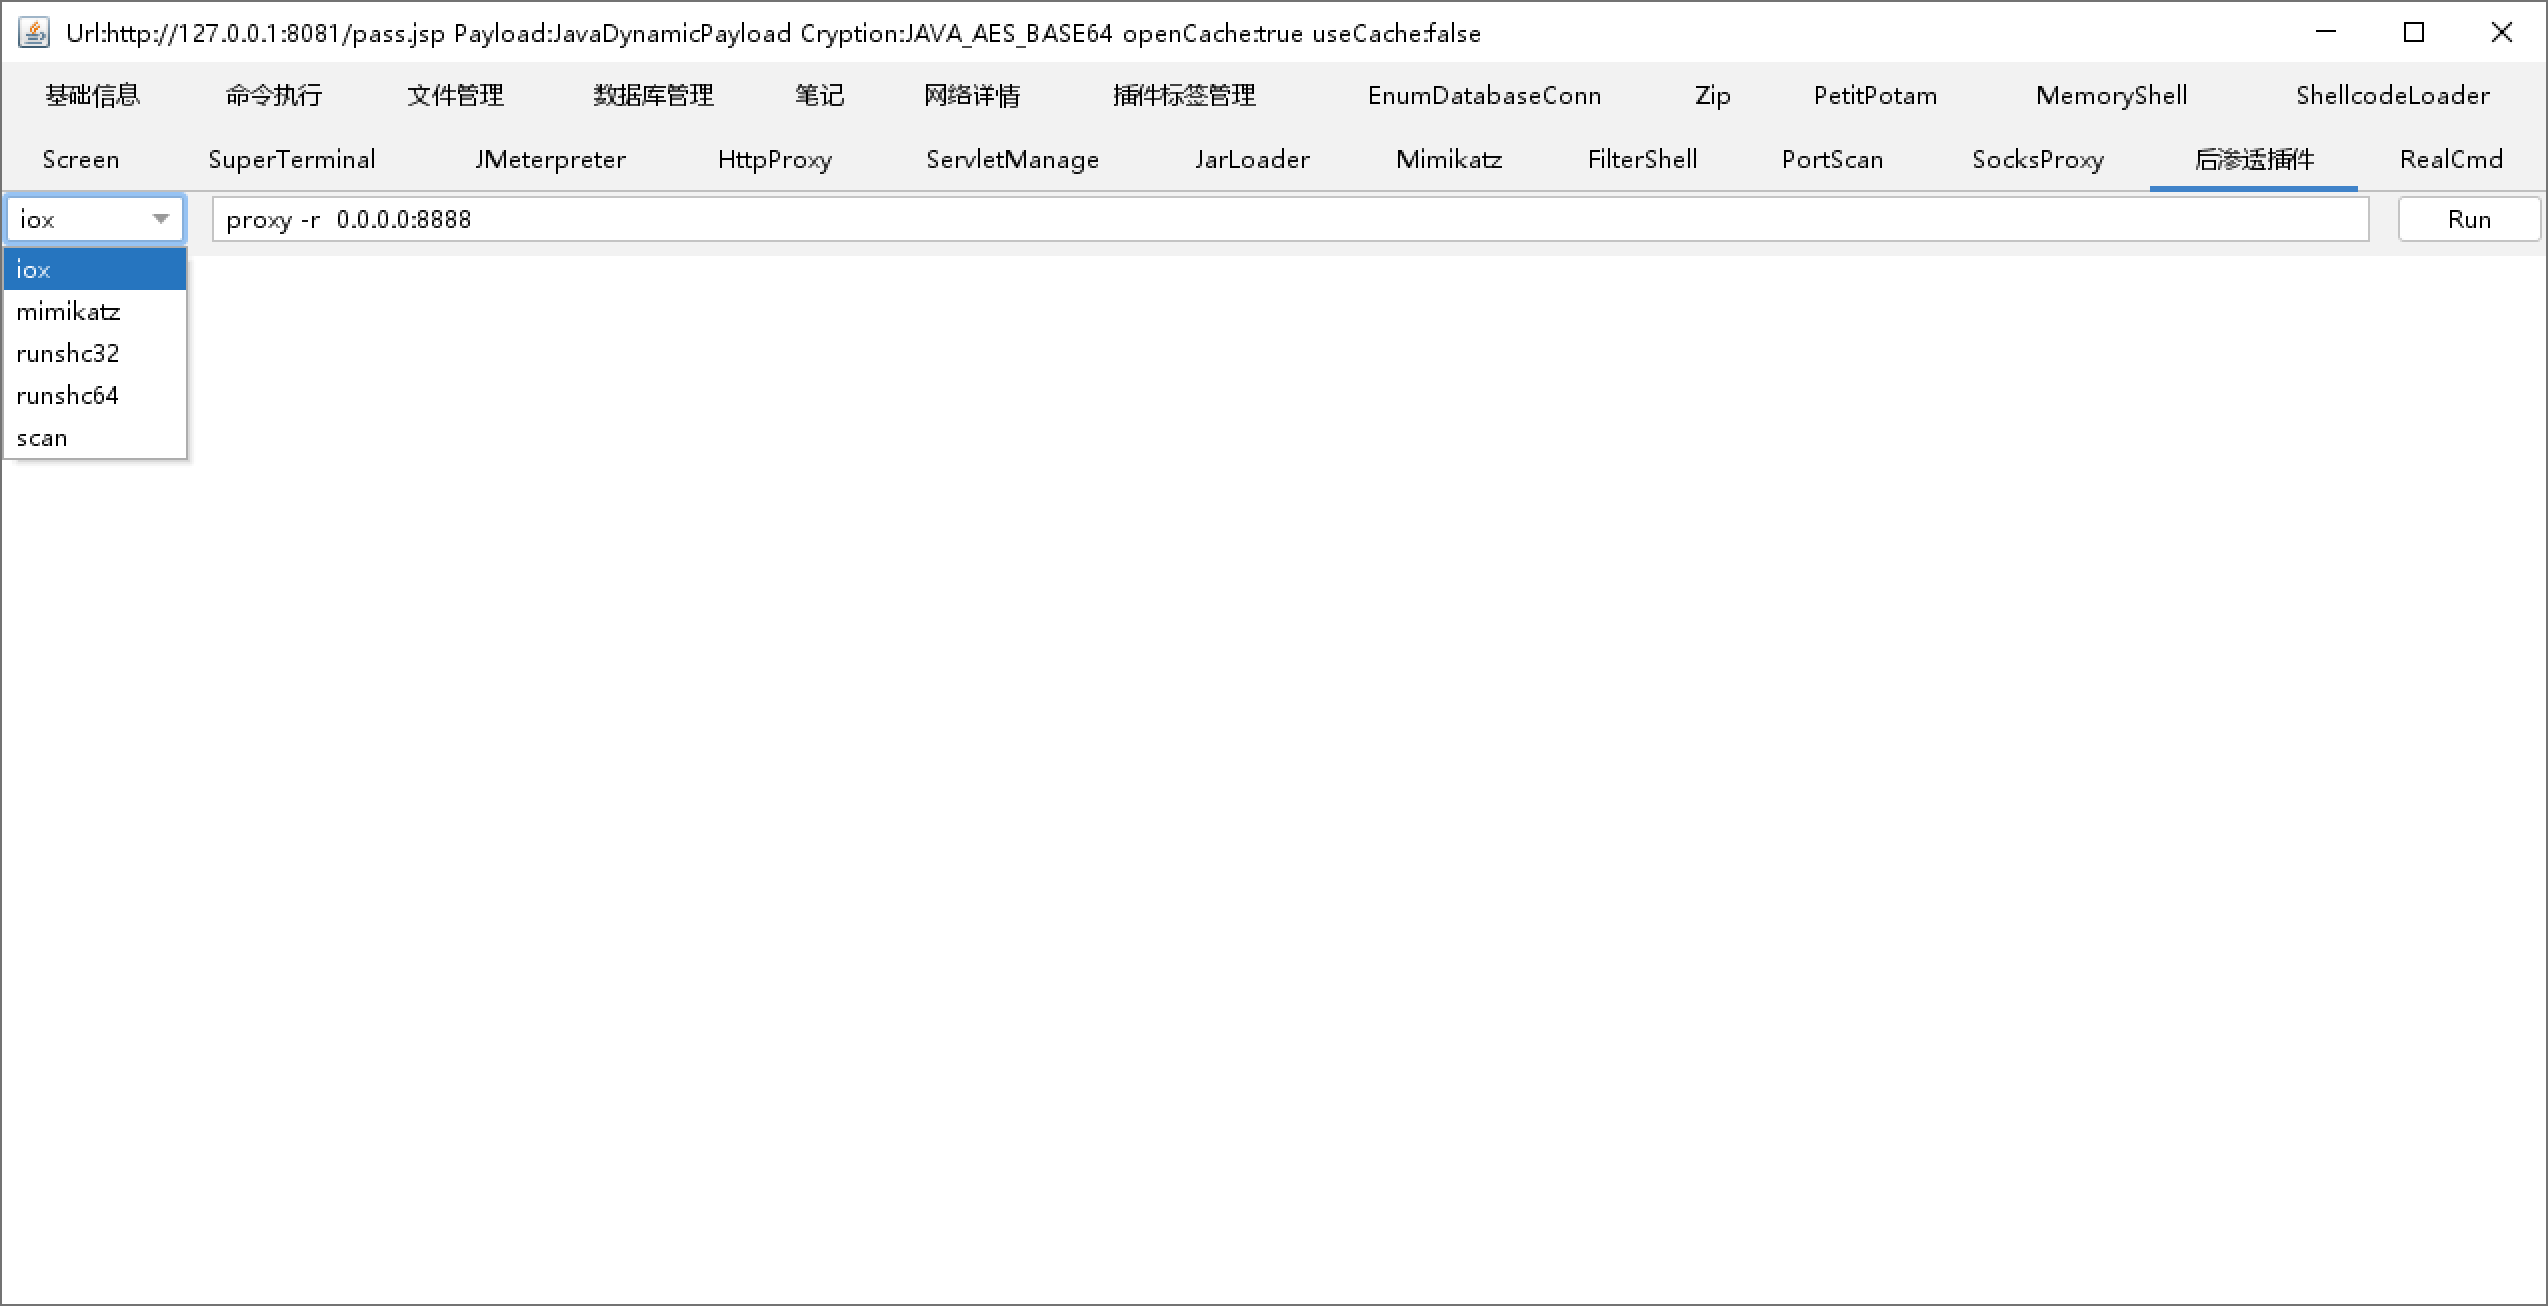 Url:http://127.0.0.1:8081/pass.jsp Payload:JavaDynamicPayload Cryption:JAVA_AES_BASE64 openCache:true useCache:false
基础信息 命令执行 文件管理 数据库管理 笔记 网络详情 插件标签管理 EnumDatabaseConn Zip PetitPotam MemoryShell ShellcodeLoader
Screen SuperTerminal JMeterpreter HttpProxy ServletManage JarLoader Mimikatz FilterShell PortScan SocksProxy 后渗透插件 RealCmd
iox proxy -r  0.0.0.0:8888 Run
iox
mimikatz
runshc32
runshc64
scan